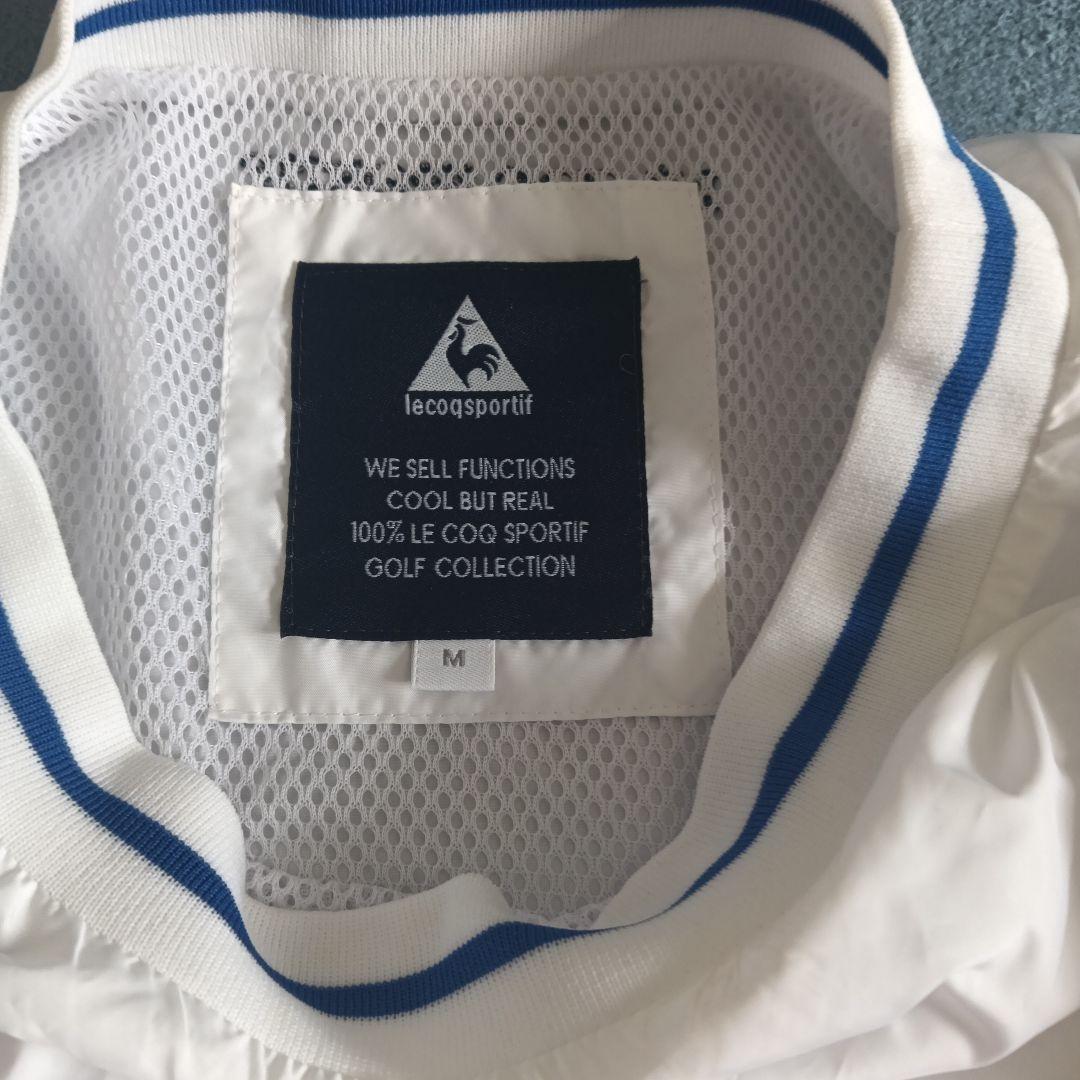 lecoqsportif
WE SELL FUNCTIONS
COOL BUT REAL
100% LE COQ SPORTIF
GOLF COLLECTION
M